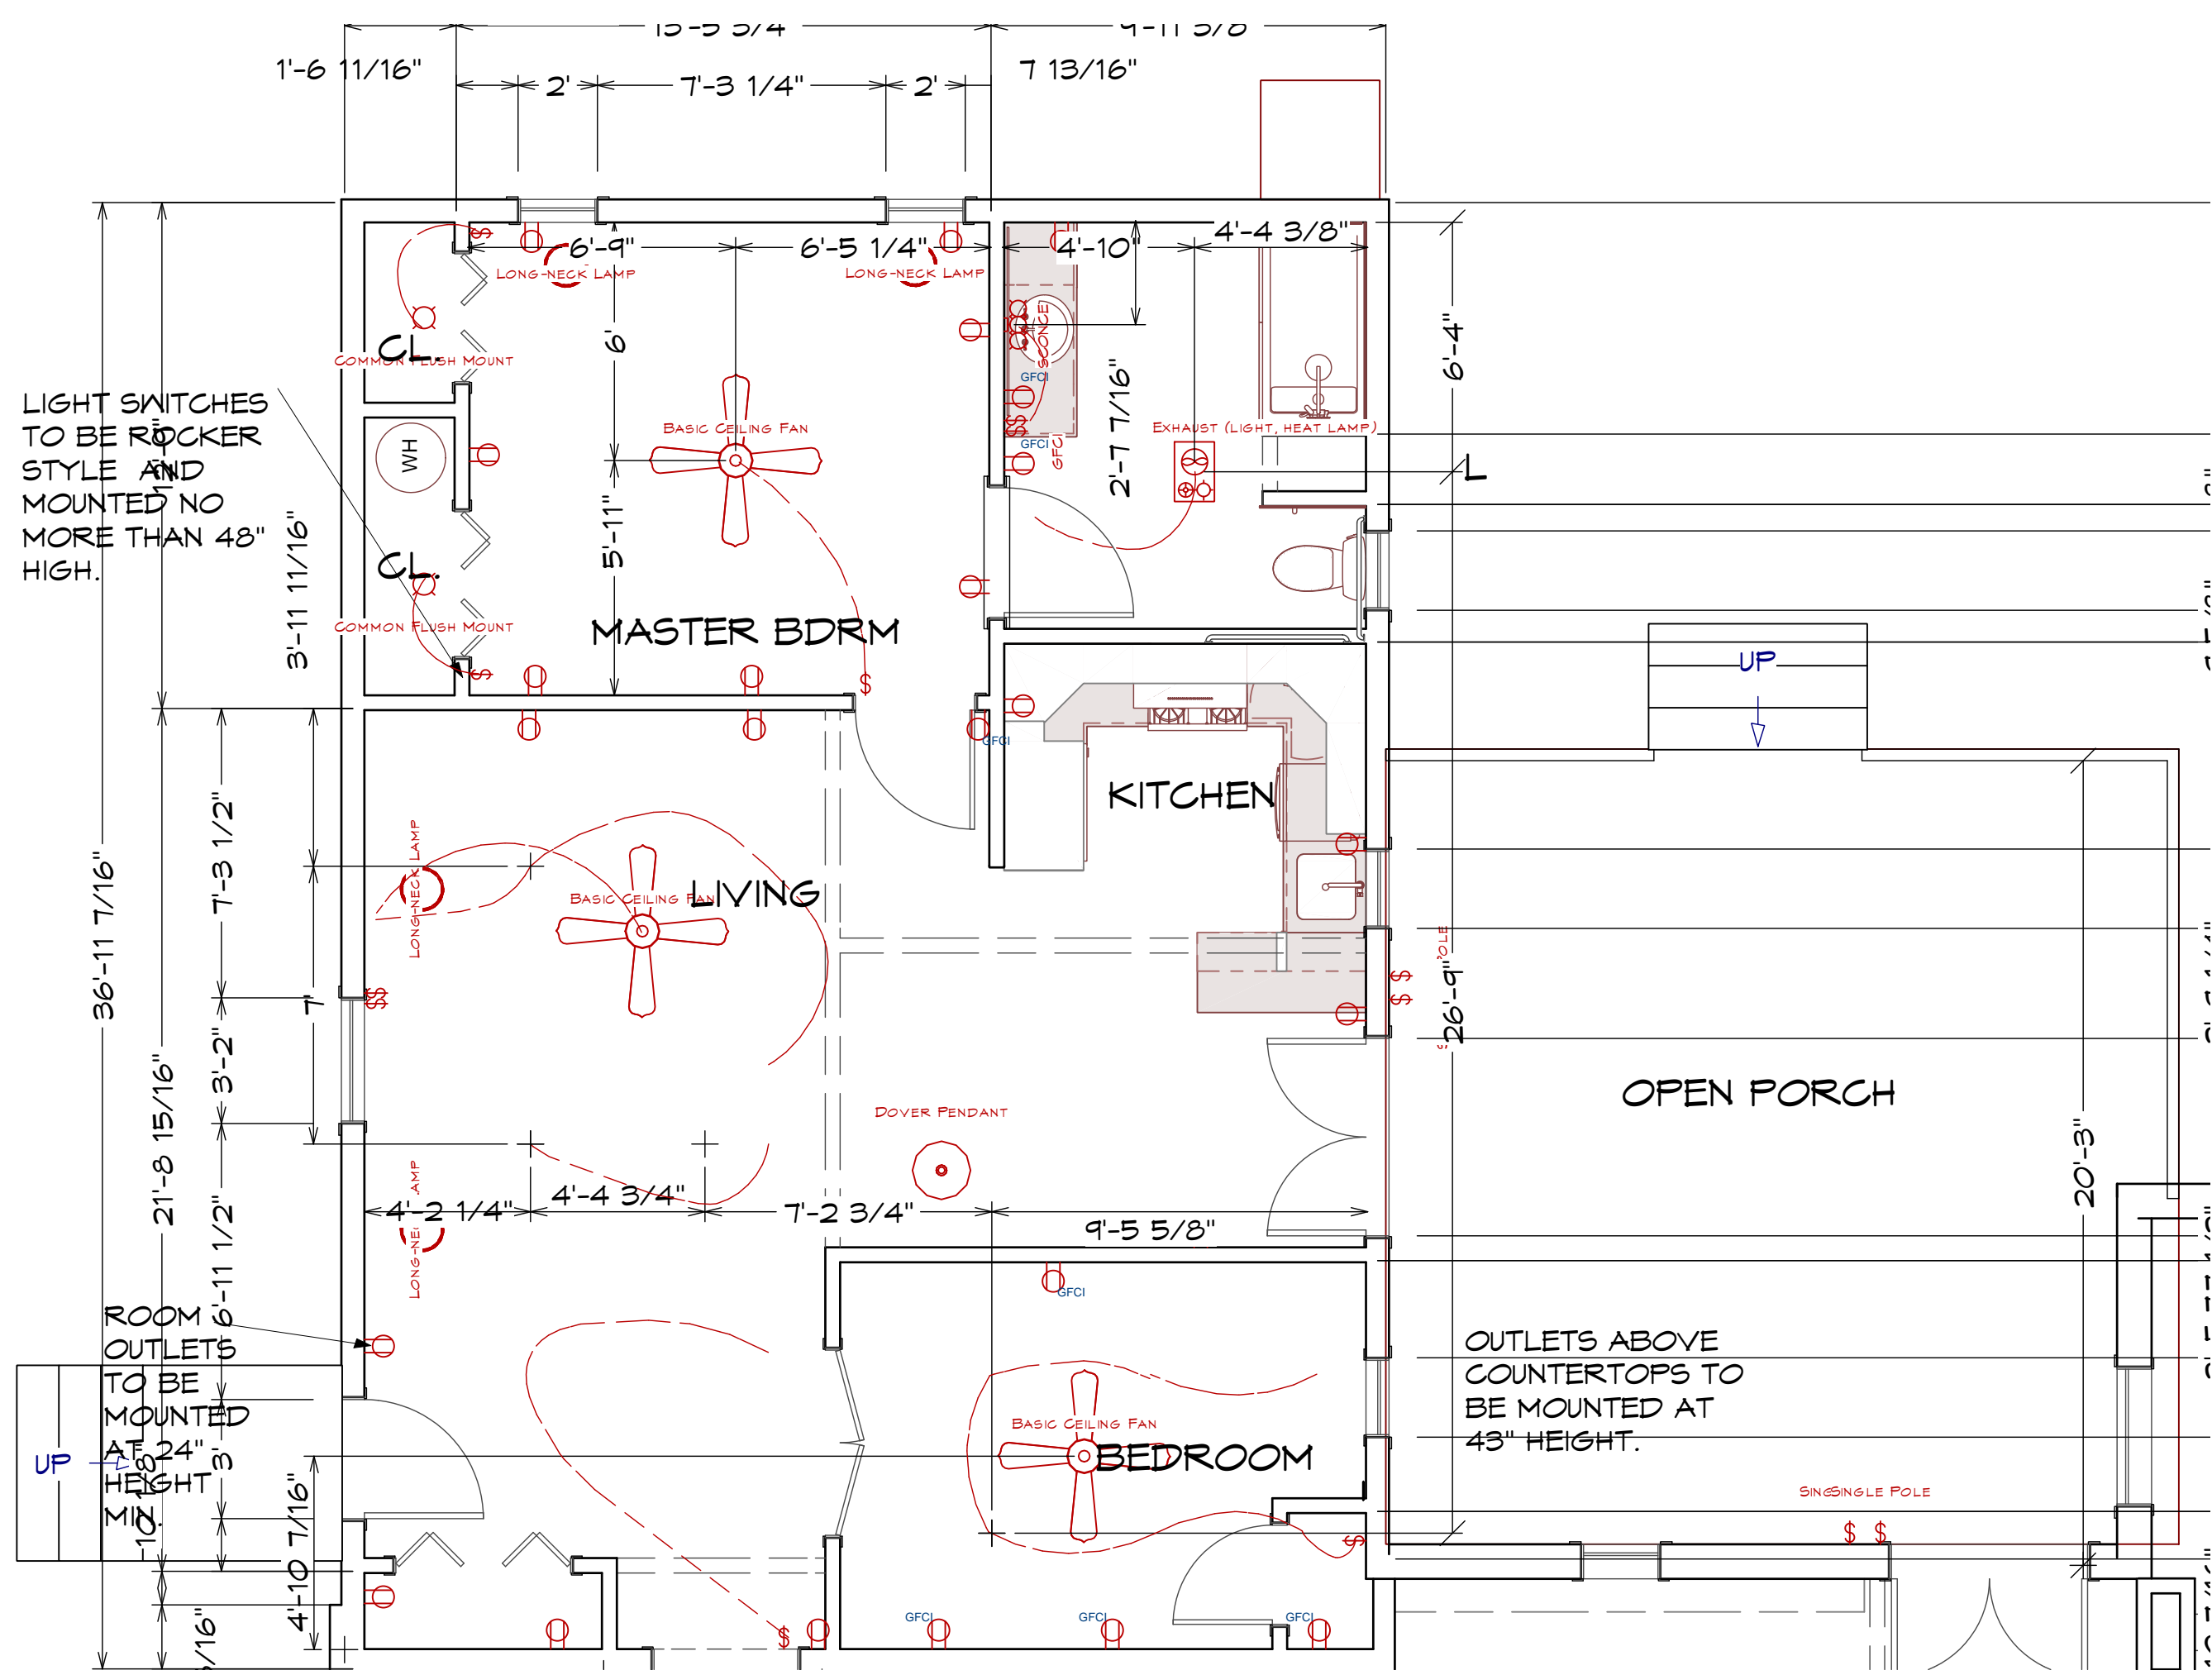 1'-6 11/16"
7 13/16"
2'
7'-3 1/4"
2'
6'-9"
6'-5 1/4"
4'-10"
4'-4 3/8"
LONG-NECK LAMP
LONG-NECK LAMP
SCONCE
6'
6'-4"
CL.
COMMON FLUSH MOUNT
GFCI
2'-7 7/16"
LIGHT SWITCHES
TO BE ROCKER
STYLE AND
MOUNTED NO
MORE THAN 48"
HIGH.
BASIC CEILING FAN
EXHAUST (LIGHT, HEAT LAMP)
GFCI
GFCI
WH
L
5'-11"
3'-11 11/16"
CL.
COMMON FLUSH MOUNT
MASTER BDRM
UP
GFCI
KITCHEN
7'-3 1/2"
LONG-NECK LAMP
BASIC CEILING FAN
LIVING
36'-11 7/16"
7'
26'-9"
3'-2"
OPEN PORCH
DOVER PENDANT
21'-8 15/16"
20'-3"
4'-2 1/4"
4'-4 3/4"
7'-2 3/4"
9'-5 5/8"
6'-11 1/2"
GFCI
ROOM
OUTLETS
TO BE
MOUNTED
AT 24"
HEIGHT
MIN.
OUTLETS ABOVE
COUNTERTOPS TO
BE MOUNTED AT
43" HEIGHT.
BASIC CEILING FAN
BEDROOM
UP
3'
4'-10 7/16"
SINGLE POLE
GFCI
GFCI
GFCI